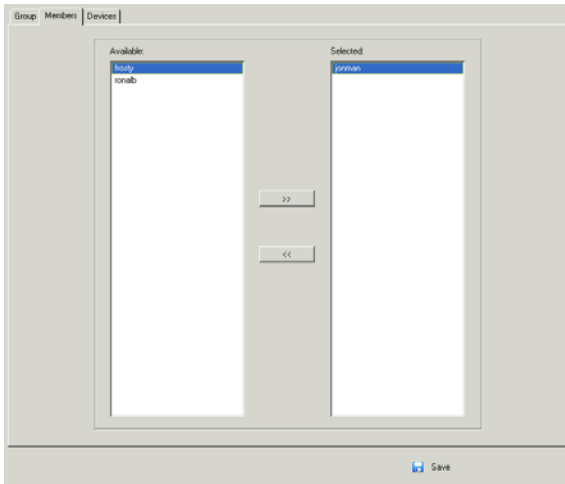 Group Members Devices
Available: Selected:
frosty jonman
ronalb
>>
<<
Save